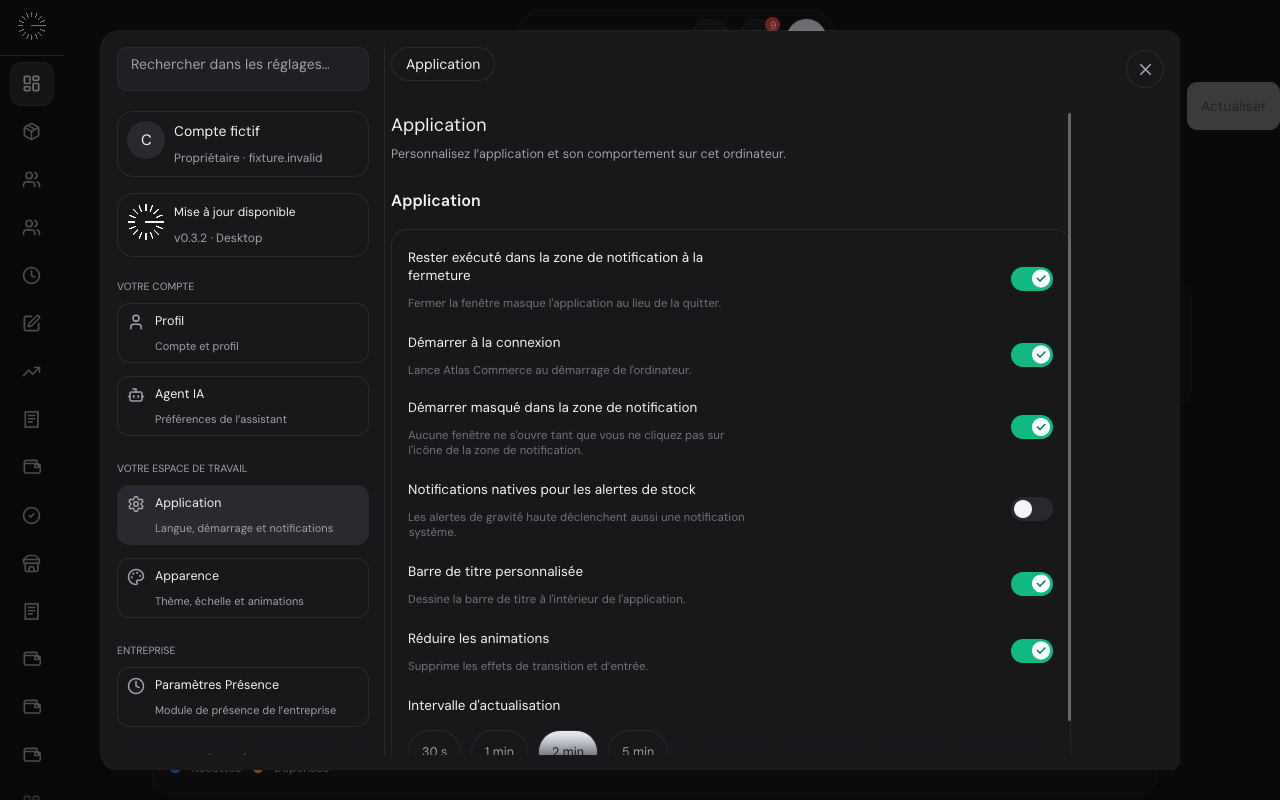 9
Actualiser
Rechercher dans les réglages...
C
Compte fictif
Propriétaire · fixture.invalid
Mise à jour disponible
v0.3.2 · Desktop
VOTRE COMPTE
Profil
Compte et profil
Agent IA
Préférences de l'assistant
VOTRE ESPACE DE TRAVAIL
Application
Langue, démarrage et notifications
Apparence
Thème, échelle et animations
ENTREPRISE
Paramètres Présence
Module de présence de l'entreprise
Application
Application
Personnalisez l'application et son comportement sur cet ordinateur.
Application
Rester exécuté dans la zone de notification à la
fermeture
Fermer la fenêtre masque l'application au lieu de la quitter.
Démarrer à la connexion
Lance Atlas Commerce au démarrage de l'ordinateur.
Démarrer masqué dans la zone de notification
Aucune fenêtre ne s'ouvre tant que vous ne cliquez pas sur
l'icône de la zone de notification.
Notifications natives pour les alertes de stock
Les alertes de gravité haute déclenchent aussi une notification
système.
Barre de titre personnalisée
Dessine la barre de titre à l'intérieur de l'application.
Réduire les animations
Supprime les effets de transition et d'entrée.
Intervalle d'actualisation
30 s
1 min
2 min
5 min
Recettes
Dépenses